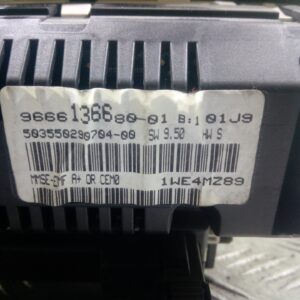 9666136680-01 B:101J9
503550290704-00 SW 9.50 HW S
MMSE-EMF A+ OR CEM0 1WE4MZ89